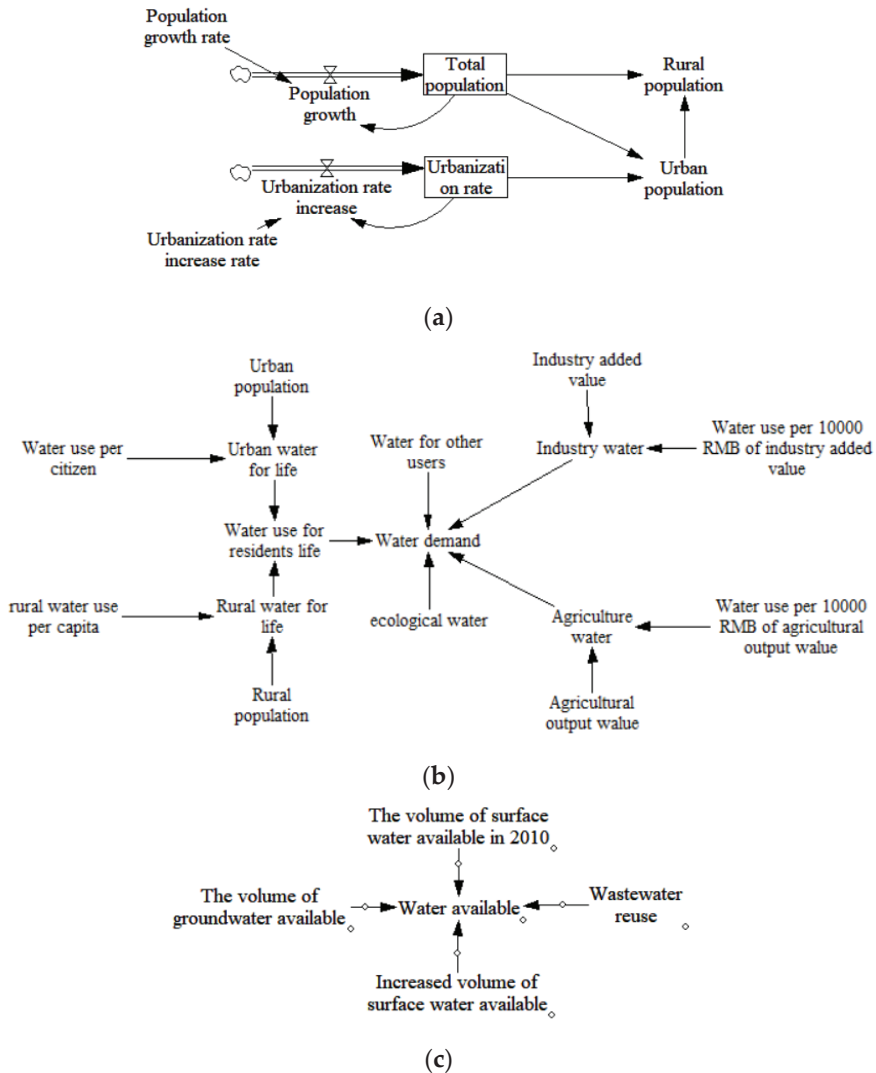 Population
growth rate
Total
population
Rural
population
Population
growth
Urbanizati
on rate
Urban
population
Urbanization rate
increase
Urbanization rate
increase rate
(a)
Urban
population
Industry added
value
Water use per
citizen
Urban water
for life
Water for other
users
Industry water
Water use per 10000
RMB of industry added
value
Water use for
residents life
Water demand
rural water use
per capita
Rural water for
life
ecological water
Agriculture
water
Water use per 10000
RMB of agricultural
output walue
Rural
population
Agricultural
output walue
(b)
The volume of surface
water available in 2010
The volume of
groundwater available
Water available
Wastewater
reuse
Increased volume of
surface water available
(c)